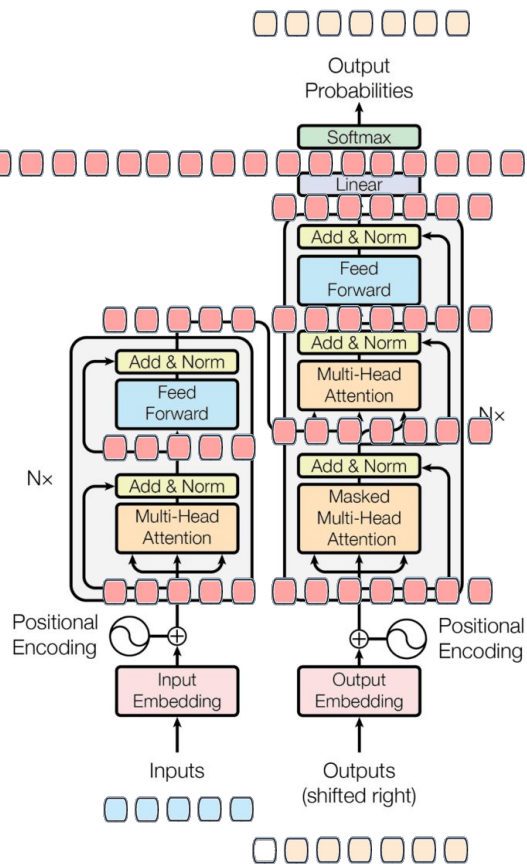 Output
Probabilities
Softmax
Linear
Add & Norm
Feed
Forward
Add & Norm
Multi-Head
Attention
Add & Norm
Masked
Multi-Head
Attention
Nx
Add & Norm
Feed
Forward
Add & Norm
Multi-Head
Attention
N×
Positional
Encoding
Positional
Encoding
Input
Embedding
Output
Embedding
Inputs
Outputs
(shifted right)